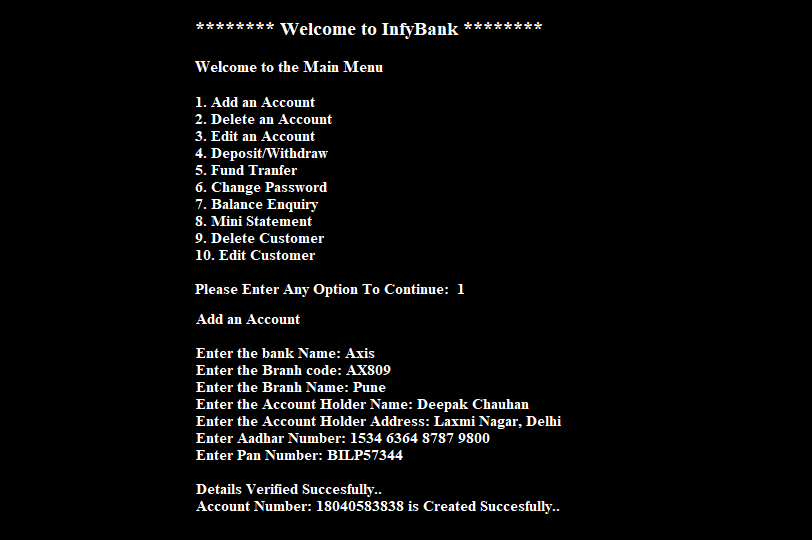 ******** Welcome to InfyBank ********
Welcome to the Main Menu
1. Add an Account
2. Delete an Account
3. Edit an Account
4. Deposit/Withdraw
5. Fund Tranfer
6. Change Password
7. Balance Enquiry
8. Mini Statement
9. Delete Customer
10. Edit Customer
Please Enter Any Option To Continue:  1
Add an Account
Enter the bank Name: Axis
Enter the Branh code: AX809
Enter the Branh Name: Pune
Enter the Account Holder Name: Deepak Chauhan
Enter the Account Holder Address: Laxmi Nagar, Delhi
Enter Aadhar Number: 1534 6364 8787 9800
Enter Pan Number: BILP57344
Details Verified Succesfully..
Account Number: 18040583838 is Created Succesfully..